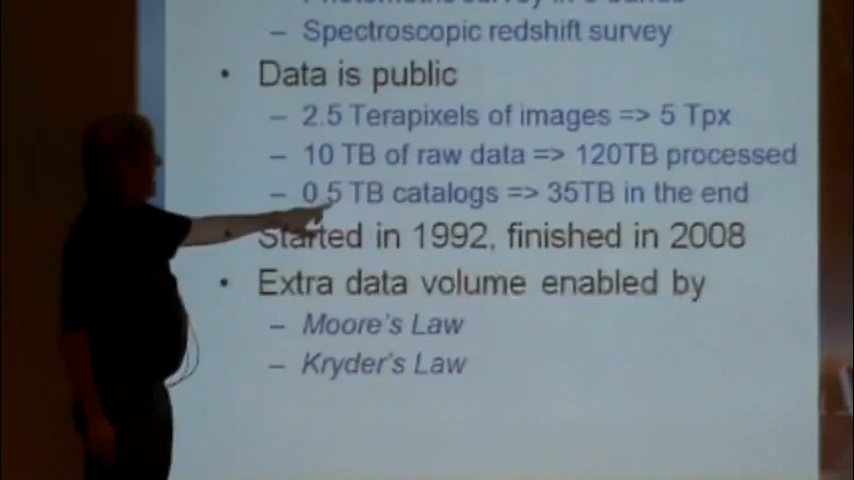 – Spectroscopic redshift survey
• Data is public
– 2.5 Terapixels of images => 5 Tpx
– 10 TB of raw data => 120TB processed
– 0.5 TB catalogs => 35TB in the end
• Started in 1992, finished in 2008
• Extra data volume enabled by
– Moore's Law
– Kryder's Law